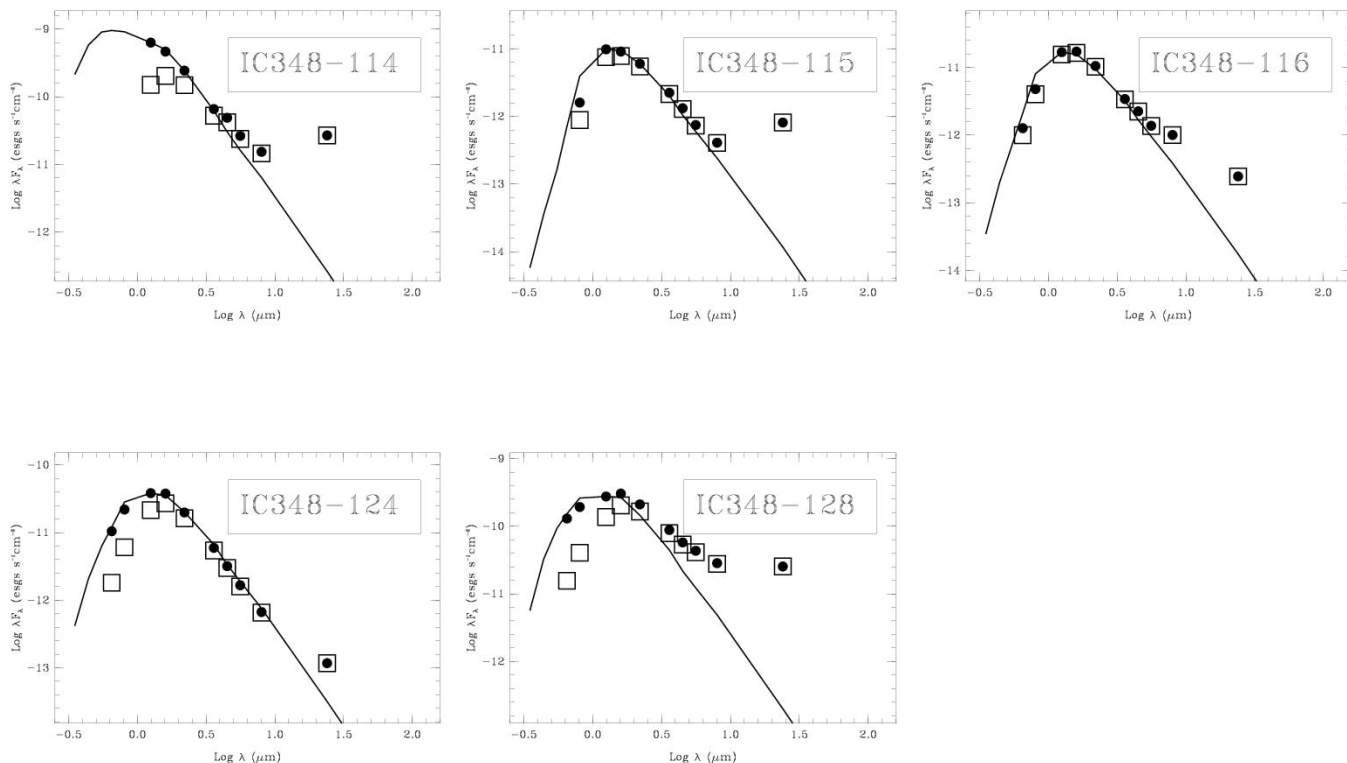 IC348-114
-9
-10
-11
-12
Log λF_λ (esgs s⁻¹cm⁻²)
-0.5 0.0 0.5 1.0 1.5 2.0
Log λ (μm)
IC348-115
-11
-12
-13
-14
Log λF_λ (esgs s⁻¹cm⁻²)
-0.5 0.0 0.5 1.0 1.5 2.0
Log λ (μm)
IC348-116
-11
-12
-13
-14
Log λF_λ (esgs s⁻¹cm⁻²)
-0.5 0.0 0.5 1.0 1.5 2.0
Log λ (μm)
IC348-124
-10
-11
-12
-13
Log λF_λ (esgs s⁻¹cm⁻²)
-0.5 0.0 0.5 1.0 1.5 2.0
Log λ (μm)
IC348-128
-9
-10
-11
-12
Log λF_λ (esgs s⁻¹cm⁻²)
-0.5 0.0 0.5 1.0 1.5 2.0
Log λ (μm)